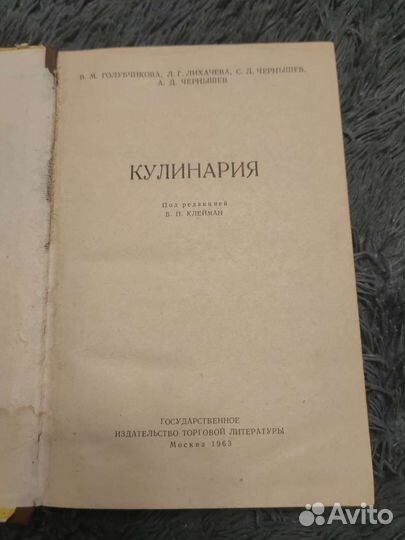 В. М. ГОЛУБЧИКОВА, Л. Г. ЛИХАЧЕВА, С. Д. ЧЕРНЫШЕВ,
А. Д. ЧЕРНЫШЕВ
КУЛИНАРИЯ
Под редакцией
В. П. КЛЕЙМАН
ГОСУДАРСТВЕННОЕ
ИЗДАТЕЛЬСТВО ТОРГОВОЙ ЛИТЕРАТУРЫ
Москва 1963
Avito